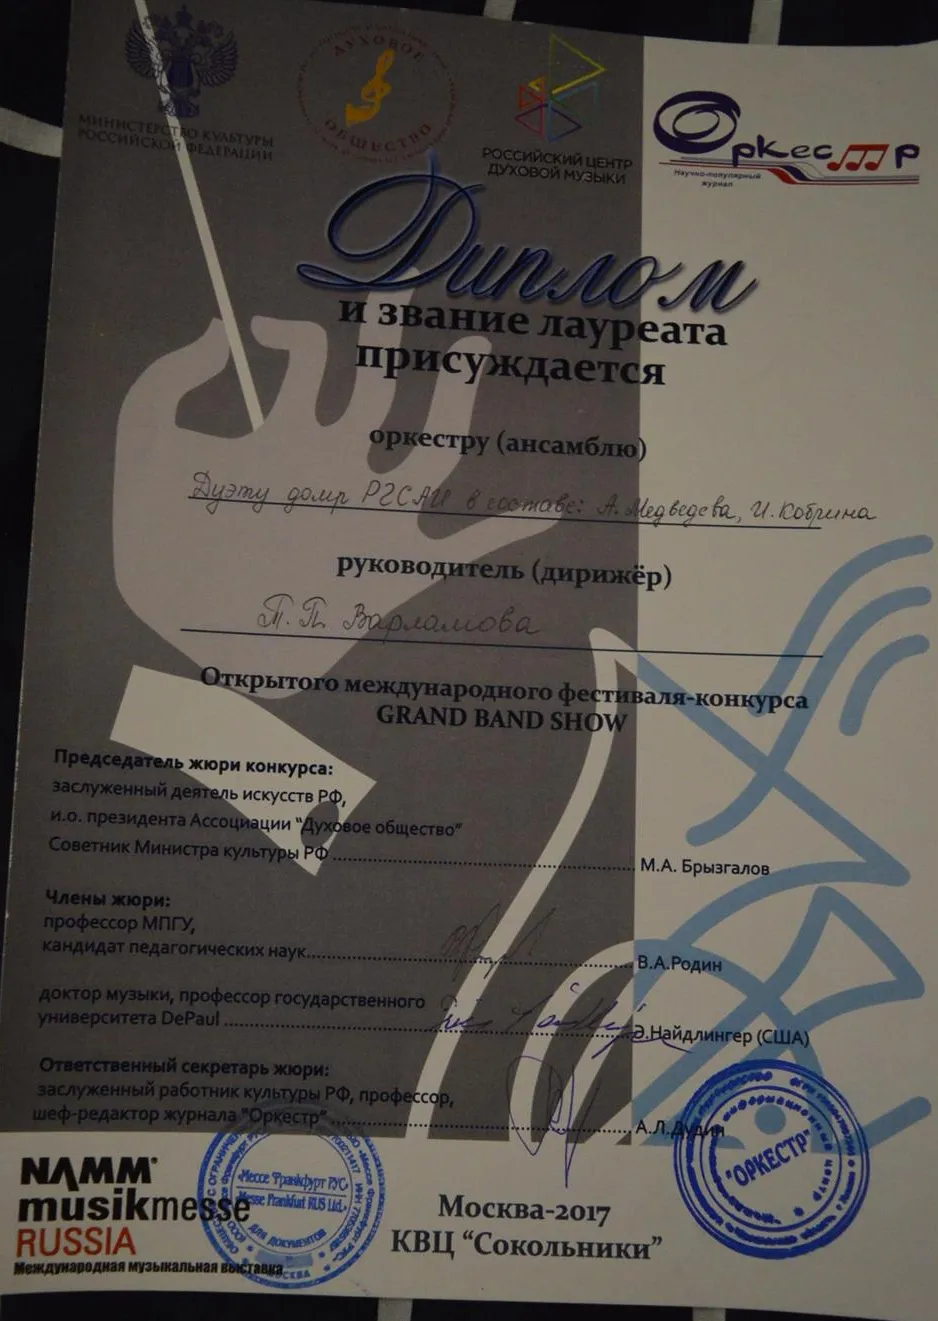 МИНИСТЕРСТВО КУЛЬТУРЫ
РОССИЙСКОЙ ФЕДЕРАЦИИ
ДУХОВОЕ
ОБЩЕСТВО
РОССИЙСКИЙ ЦЕНТР
ДУХОВОЙ МУЗЫКИ
Оркестр
Научно-популярный
журнал
Диплом
и звание лауреата
присуждается
оркестру (ансамблю)
Дуэту домр РГСАИ в составе: А. Медведева, И. Кобрина
руководитель (дирижёр)
Т.П. Варламова
Открытого международного фестиваля-конкурса
GRAND BAND SHOW
Председатель жюри конкурса:
заслуженный деятель искусств РФ,
и.о. президента Ассоциации "Духовое общество"
Советник Министра культуры РФ М.А. Брызгалов
Члены жюри:
профессор МПГУ,
кандидат педагогических наук В.А.Родин
доктор музыки, профессор государственного
университета DePaul Э.Найдлингер (США)
Ответственный секретарь жюри:
заслуженный работник культуры РФ, профессор,
шеф-редактор журнала "Оркестр" А.Л.Дудин
NAMM
musikmesse
RUSSIA
Международная музыкальная выставка
«Мессе Франкфурт РУС»
Messe Frankfurt RUS Ltd.
ДЛЯ ДОКУМЕНТОВ
МОСКВА
Москва-2017
КВЦ "Сокольники"
"ОРКЕСТР"